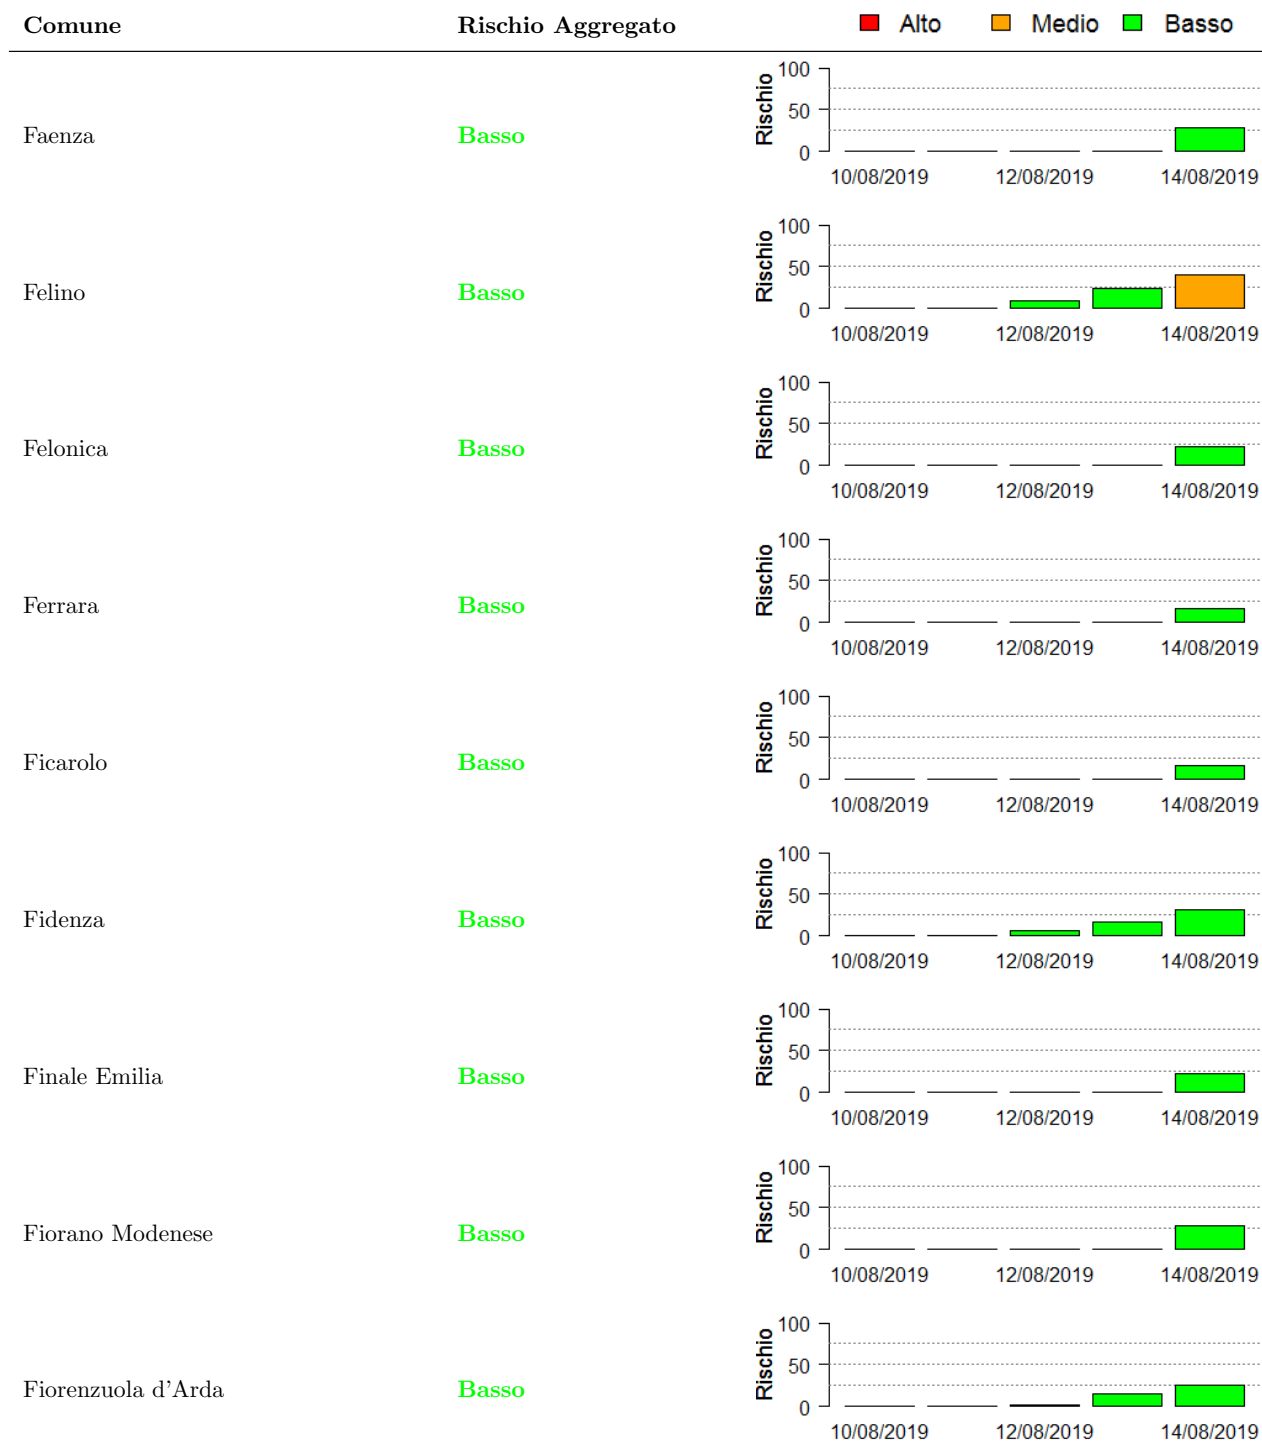 Comune Rischio Aggregato Alto Medio Basso
Faenza Basso
Rischio
100
50
0
10/08/2019 12/08/2019 14/08/2019
Felino Basso
Rischio
100
50
0
10/08/2019 12/08/2019 14/08/2019
Felonica Basso
Rischio
100
50
0
10/08/2019 12/08/2019 14/08/2019
Ferrara Basso
Rischio
100
50
0
10/08/2019 12/08/2019 14/08/2019
Ficarolo Basso
Rischio
100
50
0
10/08/2019 12/08/2019 14/08/2019
Fidenza Basso
Rischio
100
50
0
10/08/2019 12/08/2019 14/08/2019
Finale Emilia Basso
Rischio
100
50
0
10/08/2019 12/08/2019 14/08/2019
Fiorano Modenese Basso
Rischio
100
50
0
10/08/2019 12/08/2019 14/08/2019
Fiorenzuola d'Arda Basso
Rischio
100
50
0
10/08/2019 12/08/2019 14/08/2019